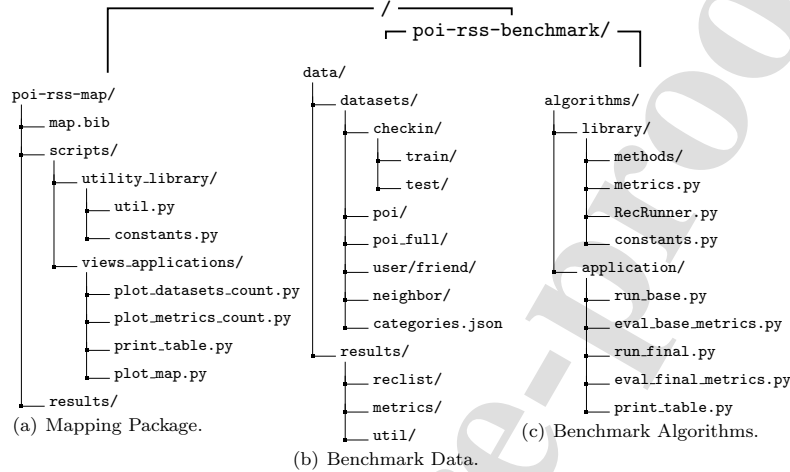 /
poi-rss-benchmark/
poi-rss-map/
map.bib
scripts/
utility_library/
util.py
constants.py
views_applications/
plot_datasets_count.py
plot_metrics_count.py
print_table.py
plot_map.py
results/
(a) Mapping Package.
data/
datasets/
checkin/
train/
test/
poi/
poi_full/
user/friend/
neighbor/
categories.json
results/
reclist/
metrics/
util/
(b) Benchmark Data.
algorithms/
library/
methods/
metrics.py
RecRunner.py
constants.py
application/
run_base.py
eval_base_metrics.py
run_final.py
eval_final_metrics.py
print_table.py
(c) Benchmark Algorithms.
e-proo